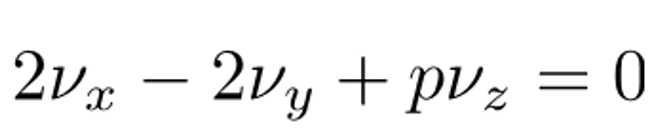 2ν_x − 2ν_y + pν_z = 0